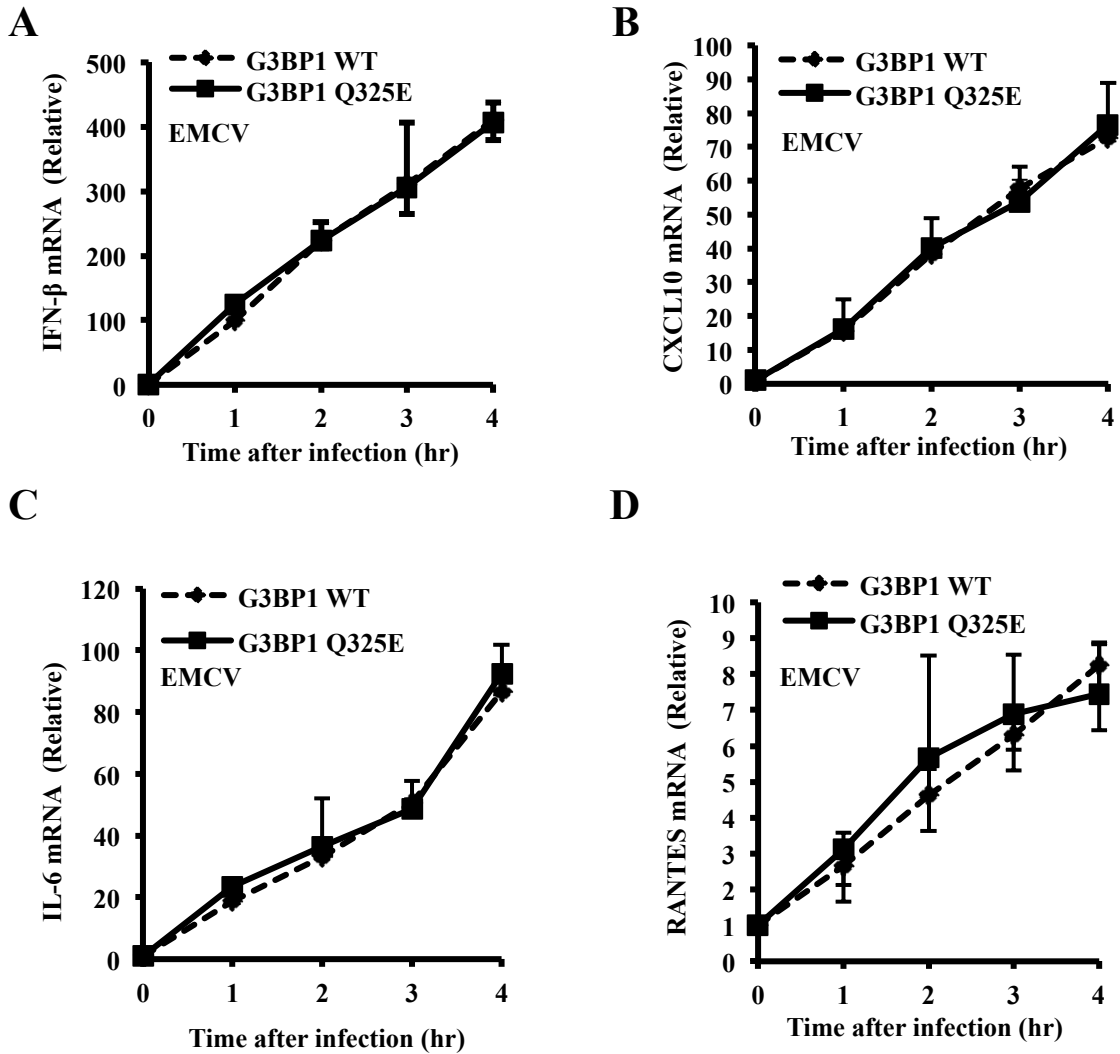 A
G3BP1 WT
G3BP1 Q325E
EMCV
IFN-β mRNA (Relative)
500
400
300
200
100
0
0 1 2 3 4
Time after infection (hr)
B
G3BP1 WT
G3BP1 Q325E
EMCV
CXCL10 mRNA (Relative)
100
90
80
70
60
50
40
30
20
10
0
0 1 2 3 4
Time after infection (hr)
C
G3BP1 WT
G3BP1 Q325E
EMCV
IL-6 mRNA (Relative)
120
100
80
60
40
20
0
0 1 2 3 4
Time after infection (hr)
D
G3BP1 WT
G3BP1 Q325E
EMCV
RANTES mRNA (Relative)
10
9
8
7
6
5
4
3
2
1
0
0 1 2 3 4
Time after infection (hr)